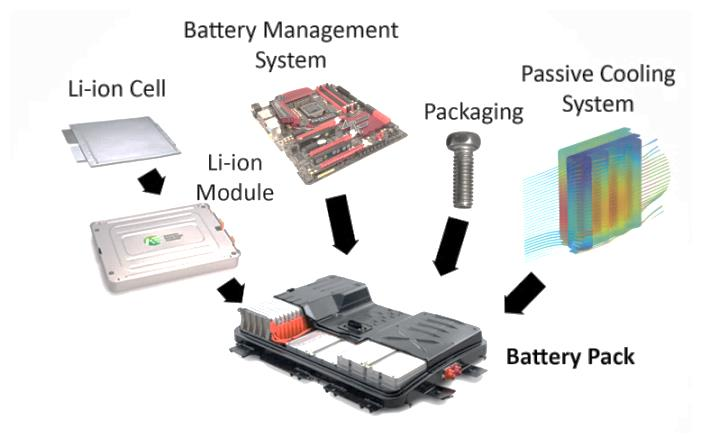 Battery Management
System
Li-ion Cell
Passive Cooling
System
Packaging
Li-ion
Module
Battery Pack